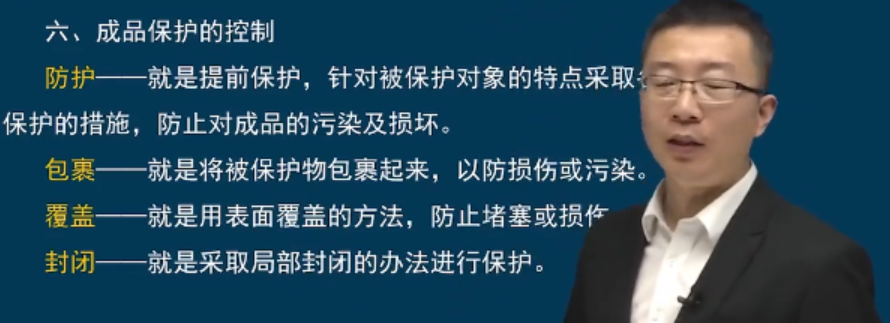 六、成品保护的控制
防护——就是提前保护，针对被保护对象的特点采取
保护的措施，防止对成品的污染及损坏。
包裹——就是将被保护物包裹起来，以防损伤或污染。
覆盖——就是用表面覆盖的方法，防止堵塞或损伤
封闭——就是采取局部封闭的办法进行保护。